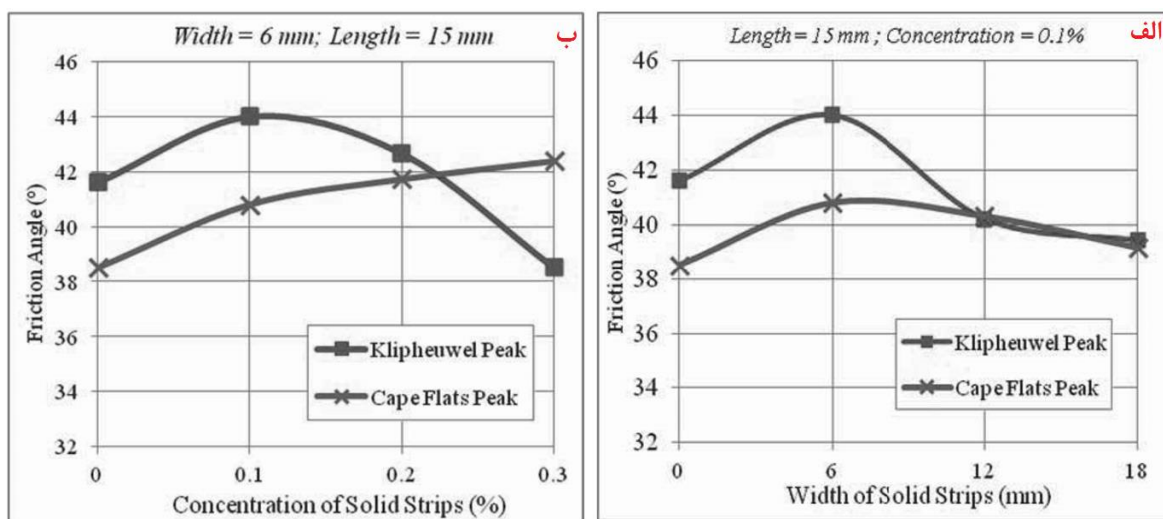 Width = 6 mm; Length = 15 mm
ب
Friction Angle (°)
46
44
42
40
38
36
34
32
Klipheuwel Peak
Cape Flats Peak
0
0.1
0.2
0.3
Concentration of Solid Strips (%)
Length= 15 mm ; Concentration = 0.1%
الف
Friction Angle (°)
46
44
42
40
38
36
34
32
Klipheuwel Peak
Cape Flats Peak
0
6
12
18
Width of Solid Strips (mm)